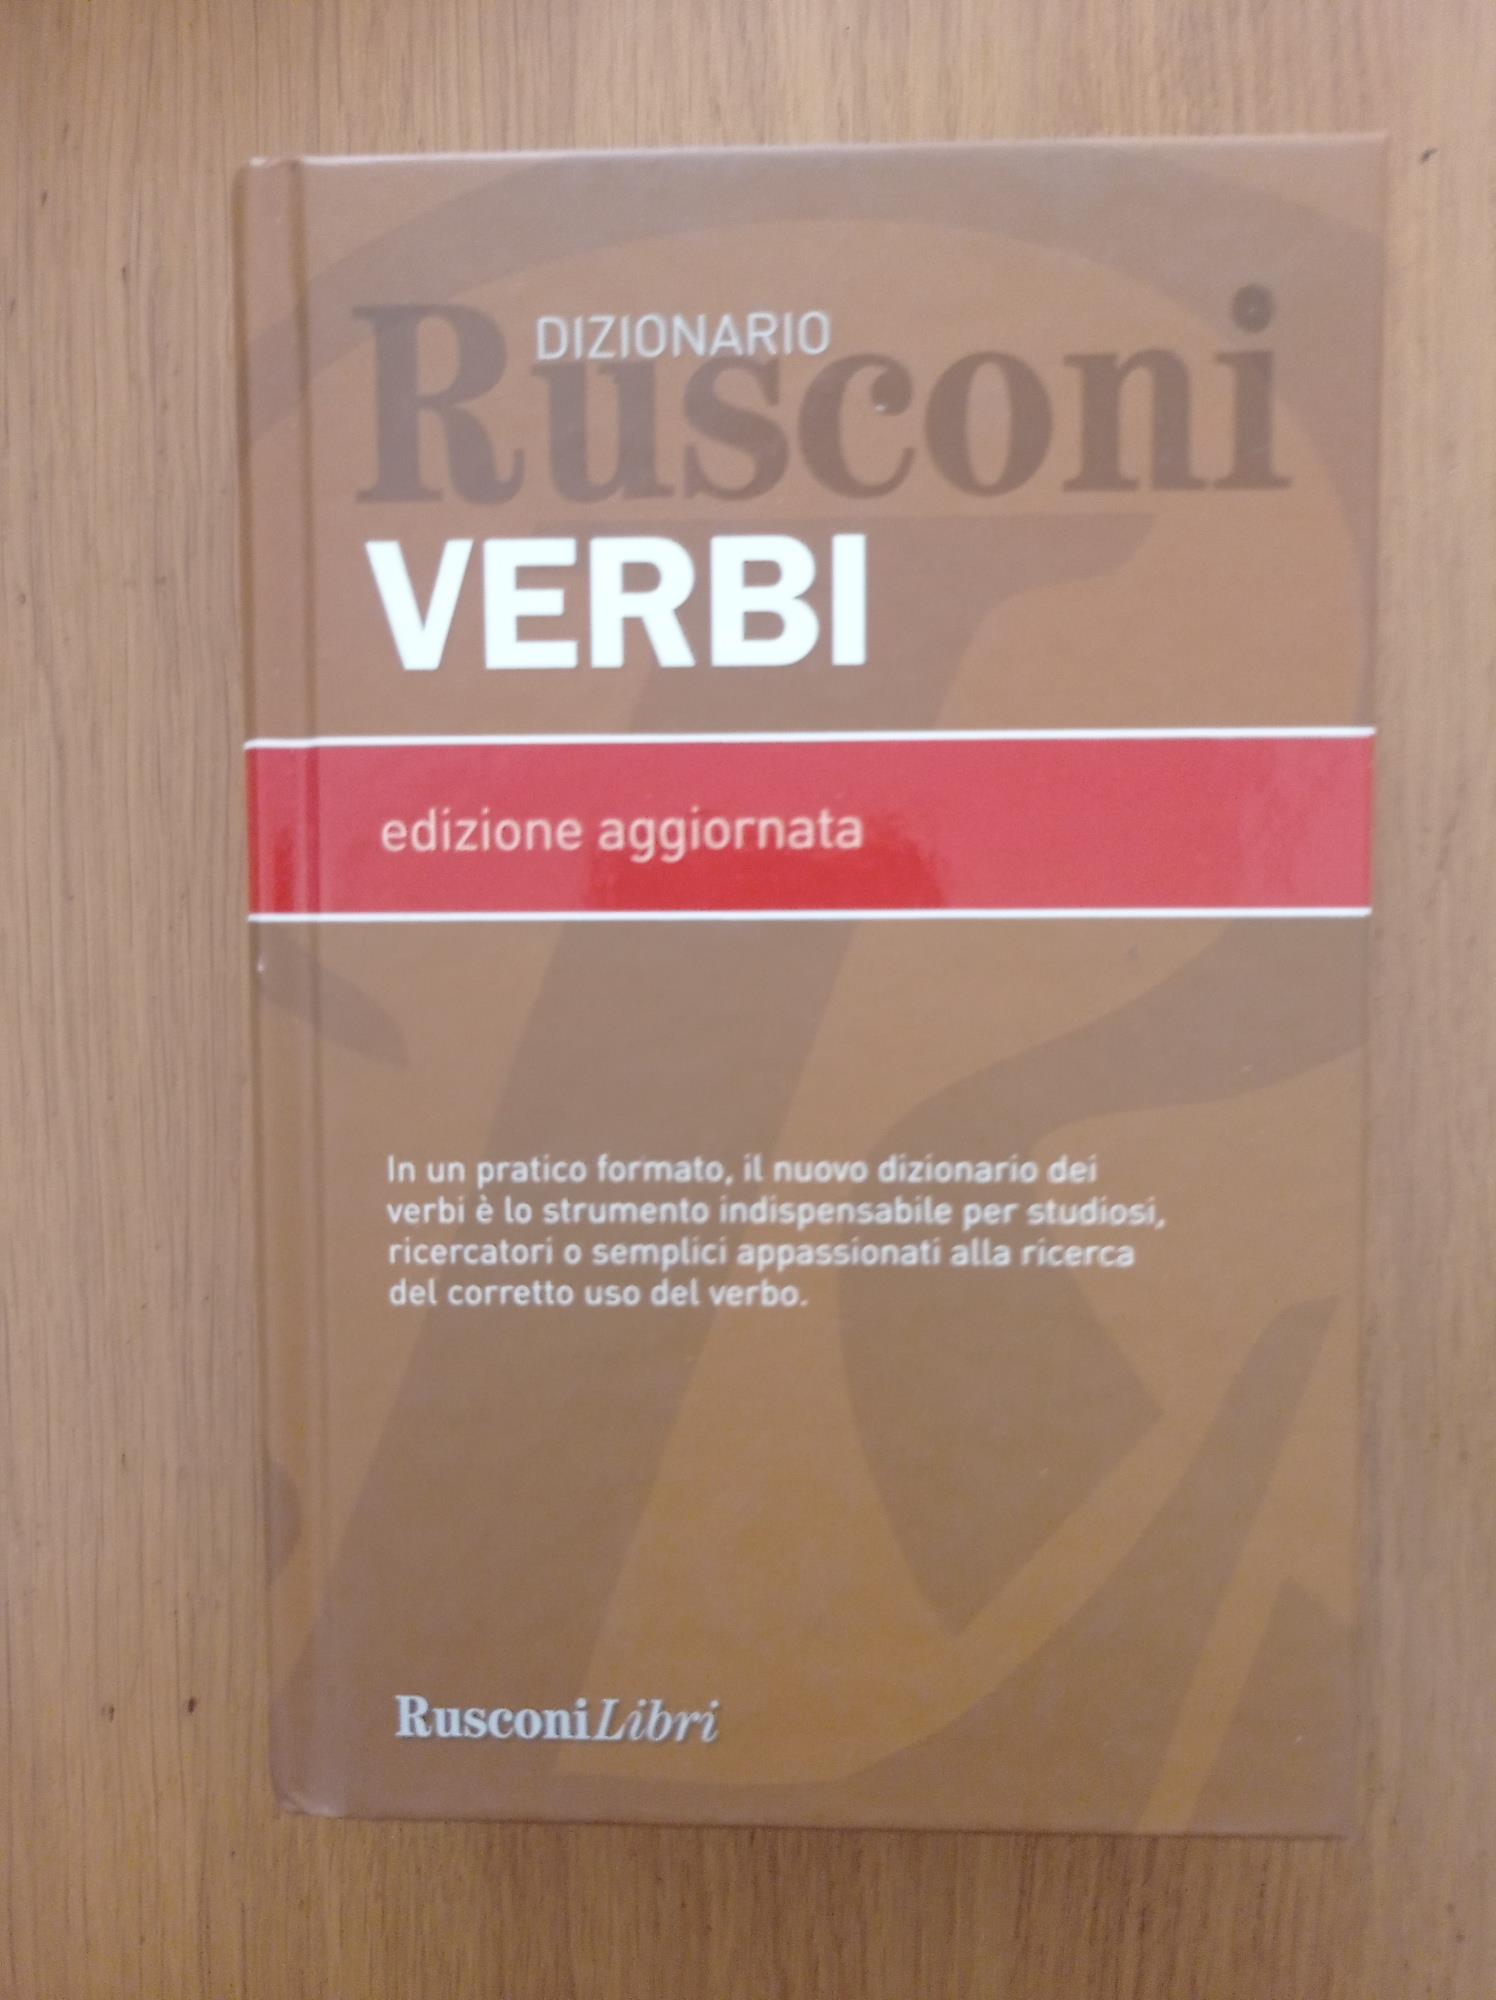 DIZIONARIO
Rusconi
VERBI
edizione aggiornata
In un pratico formato, il nuovo dizionario dei
verbi è lo strumento indispensabile per studiosi,
ricercatori o semplici appassionati alla ricerca
del corretto uso del verbo.
RusconiLibri